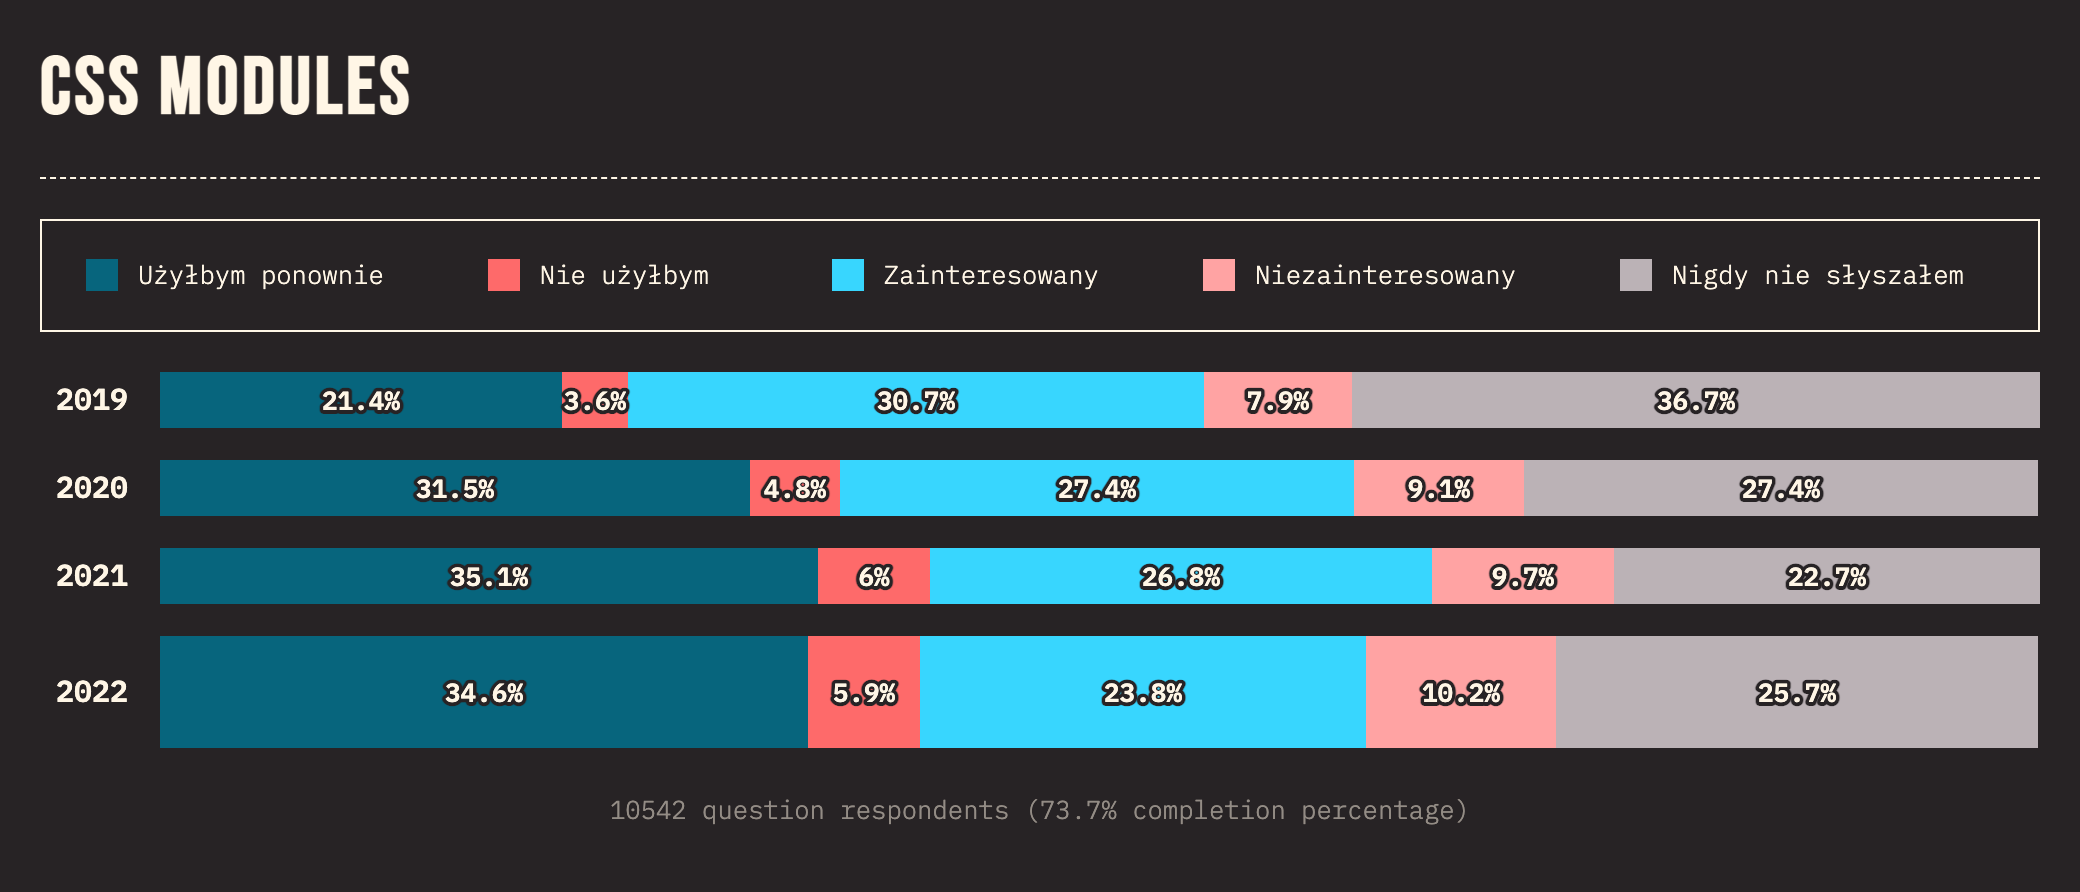 CSS MODULES
Użyłbym ponownie Nie użyłbym Zainteresowany Niezainteresowany Nigdy nie słyszałem
2019 21.4% 3.6% 30.7% 7.9% 36.7%
2020 31.5% 4.8% 27.4% 9.1% 27.4%
2021 35.1% 6% 26.8% 9.7% 22.7%
2022 34.6% 5.9% 23.8% 10.2% 25.7%
10542 question respondents (73.7% completion percentage)